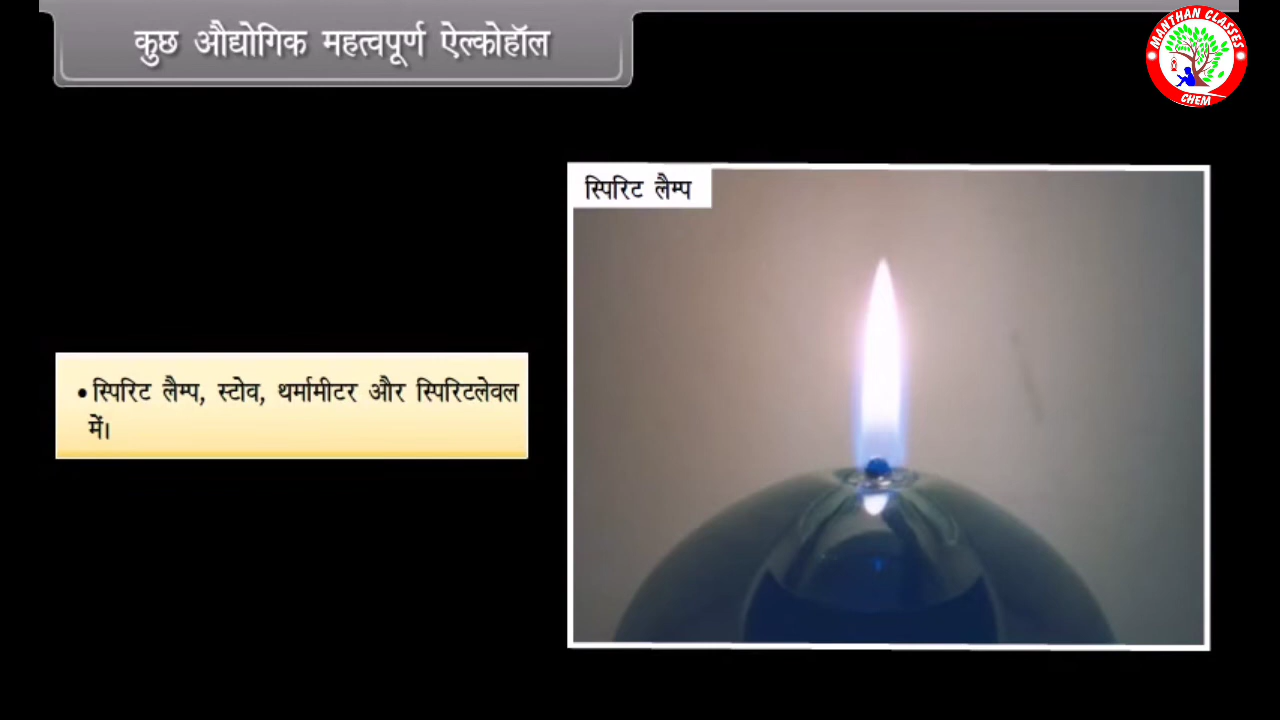 कुछ औद्योगिक महत्वपूर्ण ऐल्कोहॉल
MANTHAN CLASSES
CHEM
स्पिरिट लैम्प
• स्पिरिट लैम्प, स्टोव, थर्मामीटर और स्पिरिटलेवल
में।